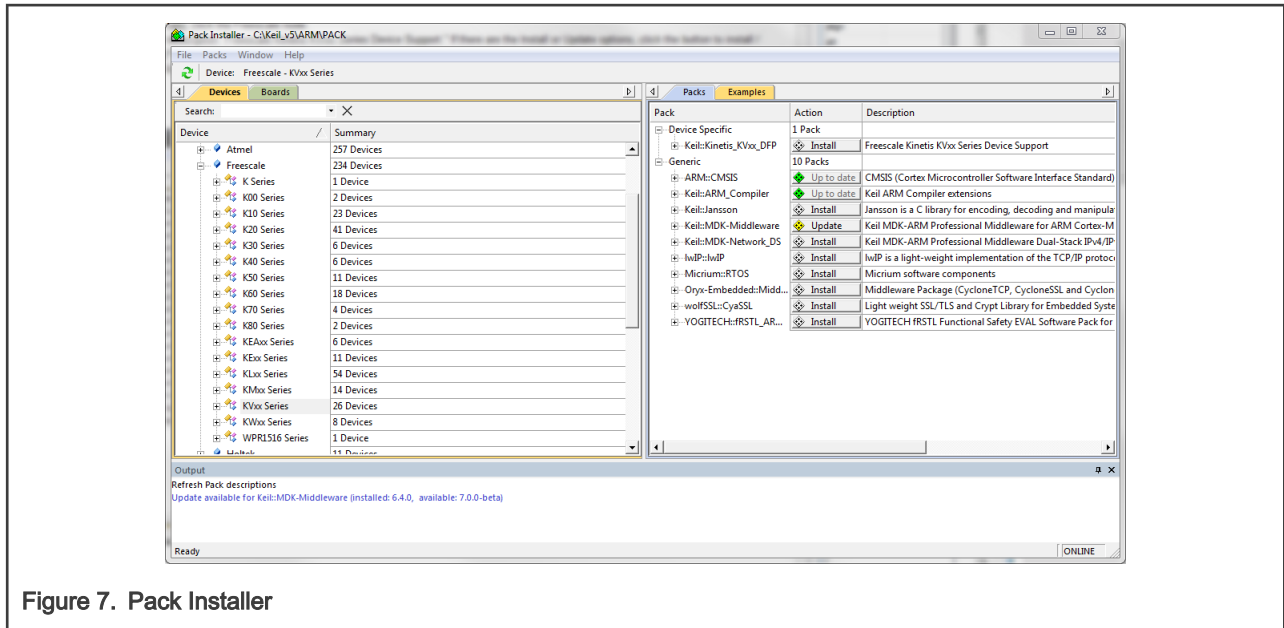 Pack Installer - C:\Keil_v5\ARM\PACK
File Packs Window Help
Device: Freescale - KVxx Series
Devices Boards
Search:
Device / Summary
Atmel 257 Devices
Freescale 234 Devices
K Series 1 Device
K00 Series 2 Devices
K10 Series 23 Devices
K20 Series 41 Devices
K30 Series 6 Devices
K40 Series 6 Devices
K50 Series 11 Devices
K60 Series 18 Devices
K70 Series 4 Devices
K80 Series 2 Devices
KEAxx Series 6 Devices
KExx Series 11 Devices
KLxx Series 54 Devices
KMxx Series 14 Devices
KVxx Series 26 Devices
KWxx Series 8 Devices
WPR1516 Series 1 Device
Holtek 11 Devices
Packs Examples
Pack Action Description
Device Specific 1 Pack
Keil::Kinetis_KVxx_DFP Install Freescale Kinetis KVxx Series Device Support
Generic 10 Packs
ARM::CMSIS Up to date CMSIS (Cortex Microcontroller Software Interface Standard)
Keil::ARM_Compiler Up to date Keil ARM Compiler extensions
Keil::Jansson Install Jansson is a C library for encoding, decoding and manipula
Keil::MDK-Middleware Update Keil MDK-ARM Professional Middleware for ARM Cortex-M
Keil::MDK-Network_DS Install Keil MDK-ARM Professional Middleware Dual-Stack IPv4/IP
lwIP::lwIP Install lwIP is a light-weight implementation of the TCP/IP protoc
Micrium::RTOS Install Micrium software components
Oryx-Embedded::Midd... Install Middleware Package (CycloneTCP, CycloneSSL and Cyclon
wolfSSL::CyaSSL Install Light weight SSL/TLS and Crypt Library for Embedded Syste
YOGITECH::fRSTL_AR... Install YOGITECH fRSTL Functional Safety EVAL Software Pack for
Output
Refresh Pack descriptions
Update available for Keil::MDK-Middleware (installed: 6.4.0, available: 7.0.0-beta)
Ready ONLINE
Figure 7. Pack Installer